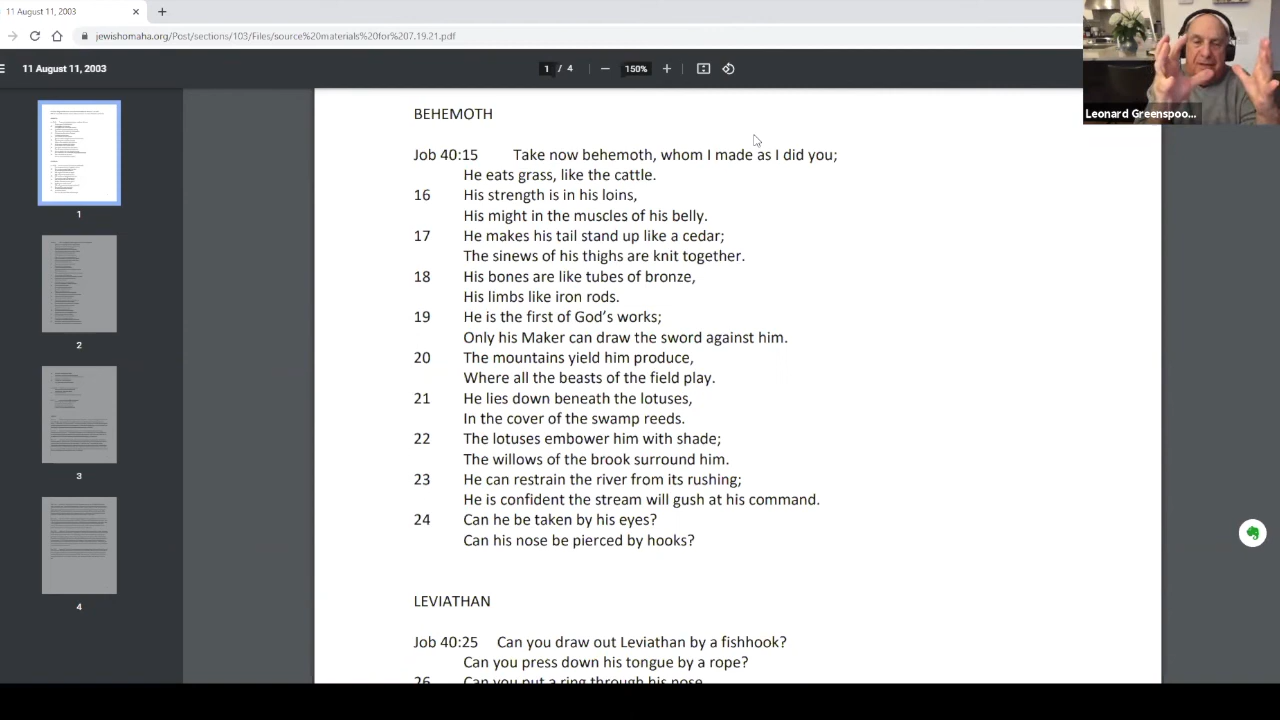 11 August 11, 2003
jewishomaha.org/Post/sections/103/Files/source%20materials%20for%207.19.21.pdf
11 August 11, 2003
1 / 4
150%
Leonard Greenspoo...
BEHEMOTH
Job 40:15 Take now behemoth, whom I made as I did you;
He eats grass, like the cattle.
16 His strength is in his loins,
His might in the muscles of his belly.
17 He makes his tail stand up like a cedar;
The sinews of his thighs are knit together.
18 His bones are like tubes of bronze,
His limbs like iron rods.
19 He is the first of God’s works;
Only his Maker can draw the sword against him.
20 The mountains yield him produce,
Where all the beasts of the field play.
21 He lies down beneath the lotuses,
In the cover of the swamp reeds.
22 The lotuses embower him with shade;
The willows of the brook surround him.
23 He can restrain the river from its rushing;
He is confident the stream will gush at his command.
24 Can he be taken by his eyes?
Can his nose be pierced by hooks?
LEVIATHAN
Job 40:25 Can you draw out Leviathan by a fishhook?
Can you press down his tongue by a rope?
26 Can you put a ring through his nose
1
2
3
4